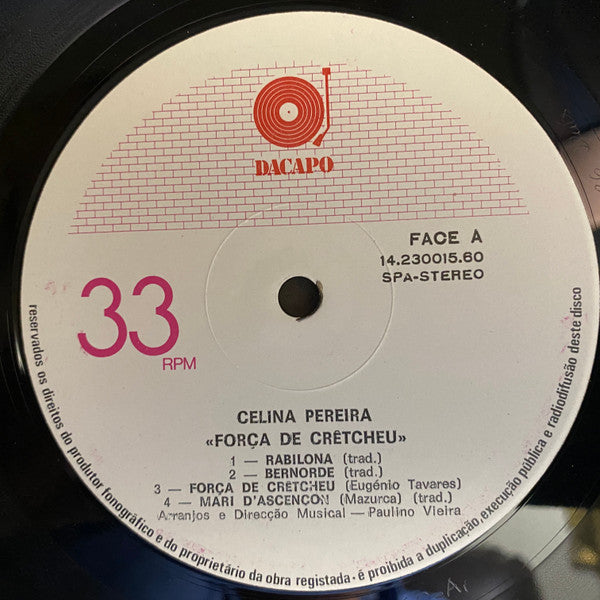 DACAPO
FACE A
14.230015.60
SPA-STEREO
33
RPM
CELINA PEREIRA
«FORÇA DE CRÊTCHEU»
1 — RABILONA (trad.)
2 — BERNORDE (trad.)
3 — FORÇA DE CRÊTCHEU (Eugénio Tavares)
4 — MARI D'ASCENCON (Mazurca) (trad.)
Arranjos e Direcção Musical — Paulino Vieira
reservados os direitos do produtor fonográfico e do proprietário da obra registada - é proibida a duplicação, execução pública e radiodifusão deste disco